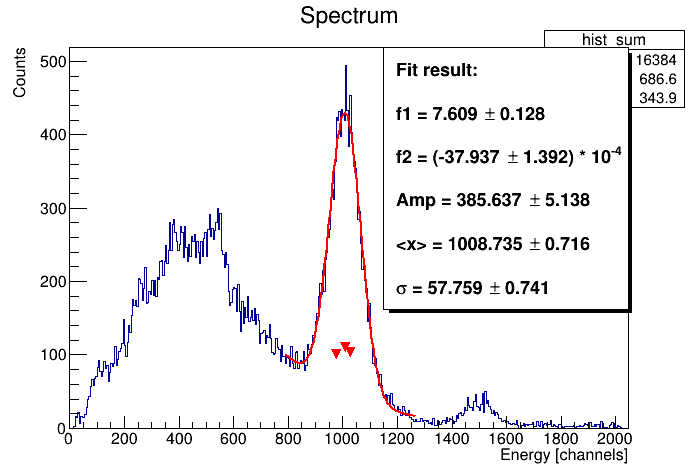 Spectrum
hist_sum
16384
686.6
343.9
Counts
500
400
300
200
100
0
Fit result:
f1 = 7.609 ± 0.128
f2 = (-37.937 ± 1.392) * 10⁻⁴
Amp = 385.637 ± 5.138
<x> = 1008.735 ± 0.716
σ = 57.759 ± 0.741
0 200 400 600 800 1000 1200 1400 1600 1800 2000
Energy [channels]